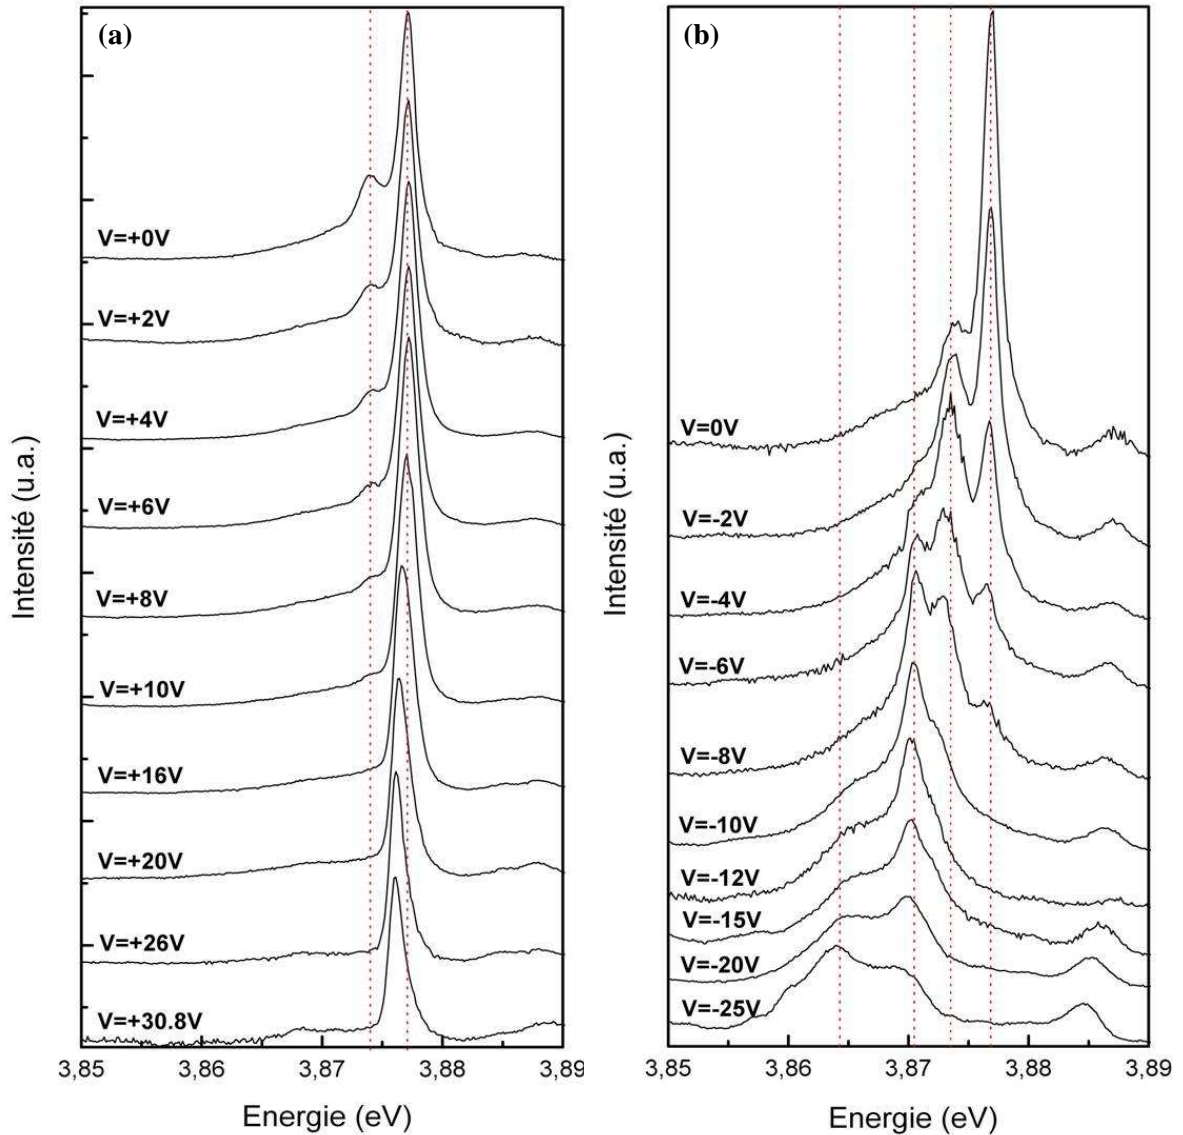 (a)
Intensité (u.a.)
V=+0V
V=+2V
V=+4V
V=+6V
V=+8V
V=+10V
V=+16V
V=+20V
V=+26V
V=+30.8V
3,85 3,86 3,87 3,88 3,89
Energie (eV)
(b)
Intensité (u.a.)
V=0V
V=-2V
V=-4V
V=-6V
V=-8V
V=-10V
V=-12V
V=-15V
V=-20V
V=-25V
3,85 3,86 3,87 3,88 3,89
Energie (eV)